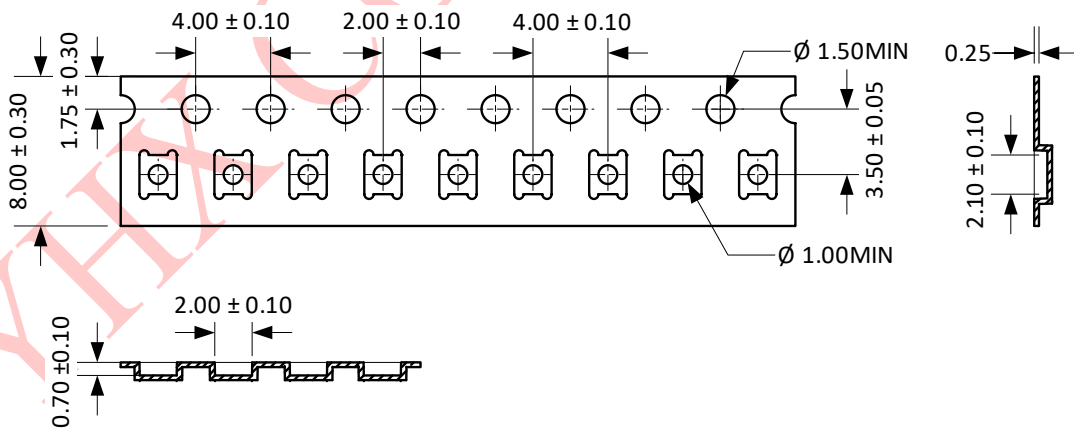 4.00 ± 0.10
2.00 ± 0.10
4.00 ± 0.10
Ø 1.50MIN
0.25
1.75 ± 0.30
8.00 ± 0.30
3.50 ± 0.05
2.10 ± 0.10
Ø 1.00MIN
2.00 ± 0.10
0.70 ±0.10
YHX